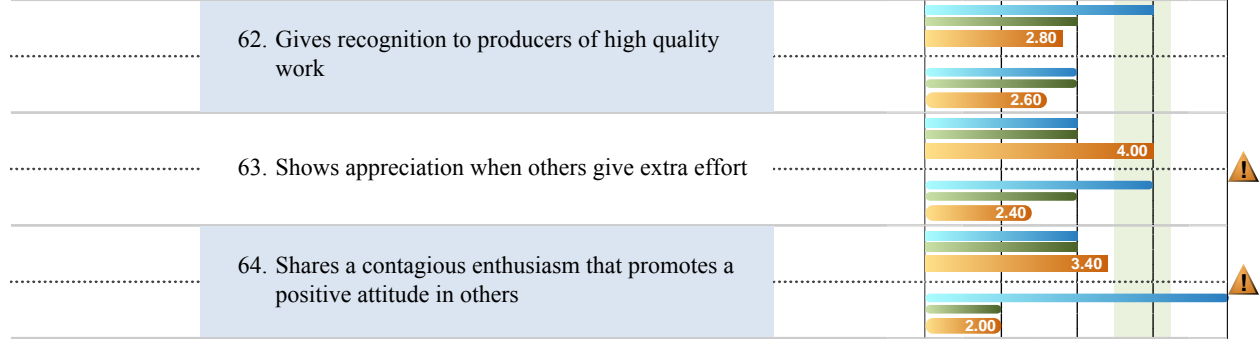 62. Gives recognition to producers of high quality
work
2.80
2.60
63. Shows appreciation when others give extra effort
4.00
2.40
64. Shares a contagious enthusiasm that promotes a
positive attitude in others
3.40
2.00